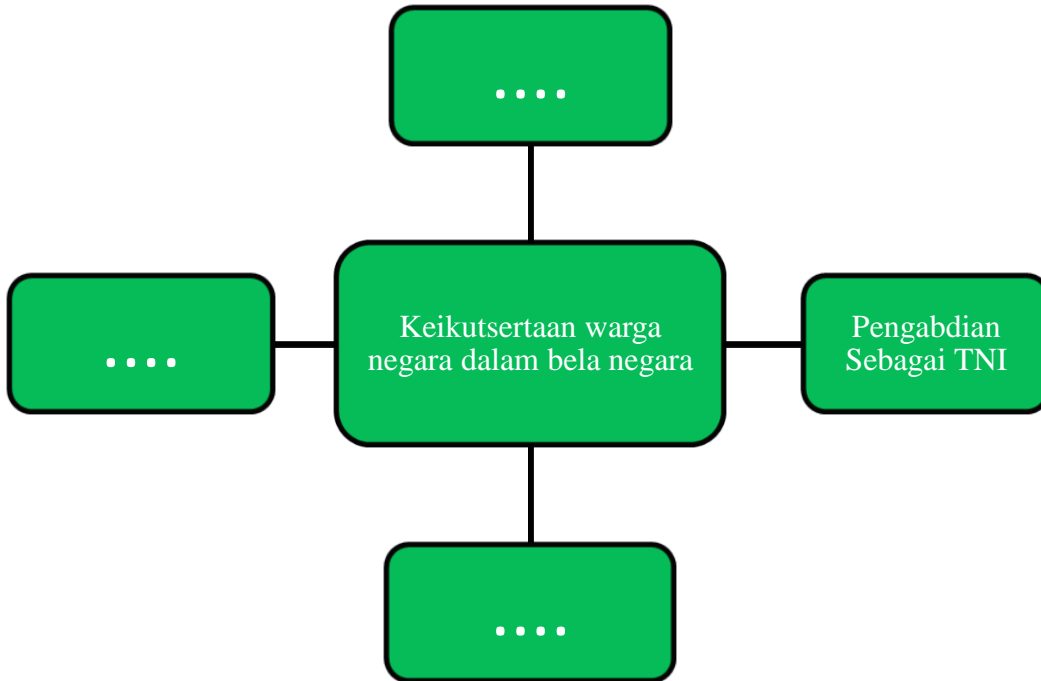 ....
Keikutsertaan warga
negara dalam bela negara
....
Pengabdian
Sebagai TNI
....